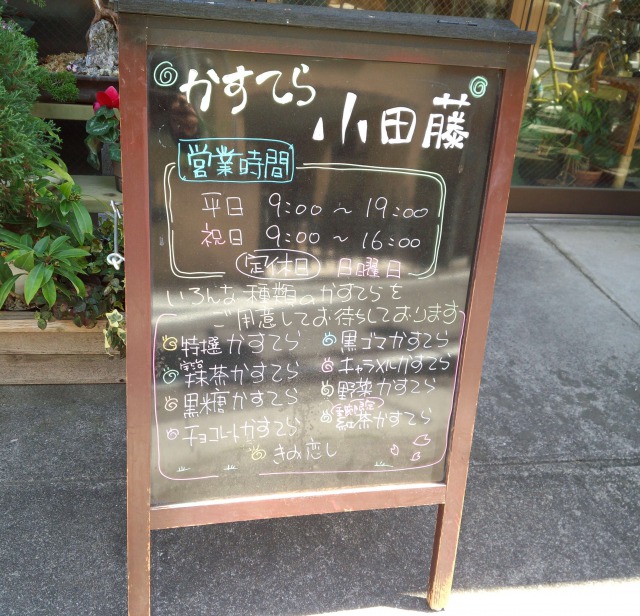 かすてら
小田藤
営業時間
平日 9:00 ~ 19:00
祝日 9:00 ~ 16:00
定休日 日曜日
いろんな種類のかすてらを
ご用意してお待ちしております
特選かすてら
抹茶かすてら
黒糖かすてら
チョコレートかすてら
黒ゴマかすてら
キャラメルかすてら
野菜かすてら
紅茶かすてら
きみ恋し